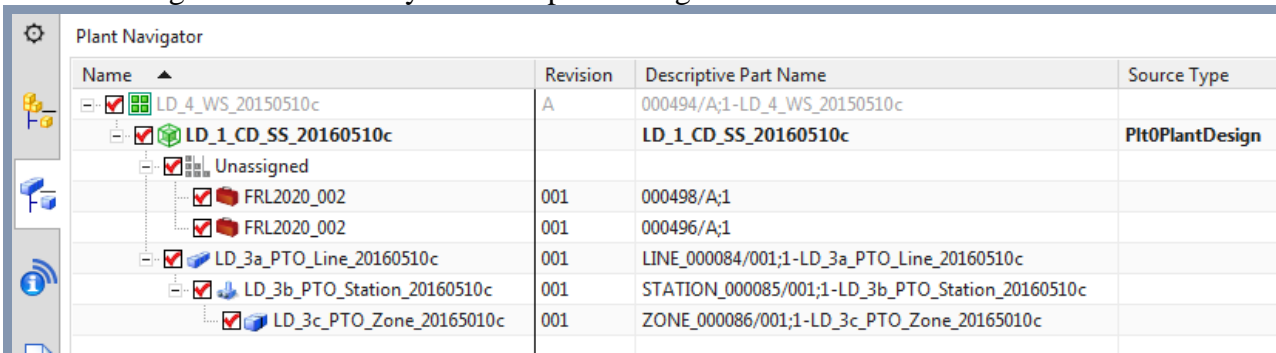 Plant Navigator
Name Revision Descriptive Part Name Source Type
LD_4_WS_20150510c A 000494/A;1-LD_4_WS_20150510c
LD_1_CD_SS_20160510c LD_1_CD_SS_20160510c Plt0PlantDesign
Unassigned
FRL2020_002 001 000498/A;1
FRL2020_002 001 000496/A;1
LD_3a_PTO_Line_20160510c 001 LINE_000084/001;1-LD_3a_PTO_Line_20160510c
LD_3b_PTO_Station_20160510c 001 STATION_000085/001;1-LD_3b_PTO_Station_20160510c
LD_3c_PTO_Zone_20165010c 001 ZONE_000086/001;1-LD_3c_PTO_Zone_20165010c